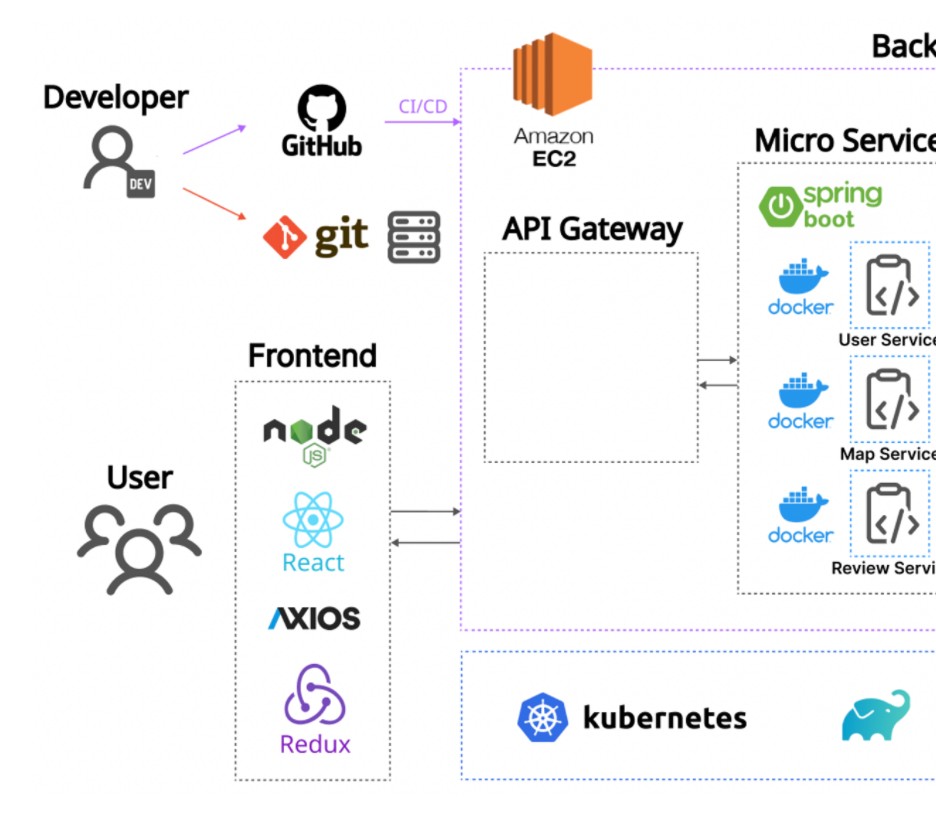 Back
Developer
GitHub
CI/CD
Amazon
EC2
DEV
git
Micro Service
spring
boot
API Gateway
docker
User Service
Frontend
node
JS
docker
Map Service
User
React
docker
Review Servi
AXIOS
Redux
kubernetes